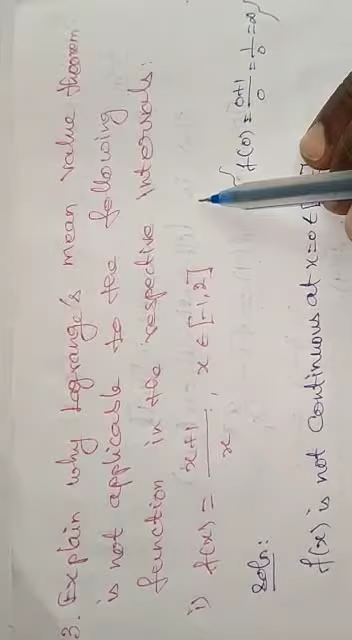 3. Explain why Lagrange's mean value theorem
is not applicable to the following
function in the respective intervals:
i) f(x) = x+1/x, x ∈ [-1, 2]
Soln:
{f(0) = 0+1/0 = 1/0 = ∞}
f(x) is not continuous at x=0 ∈ [